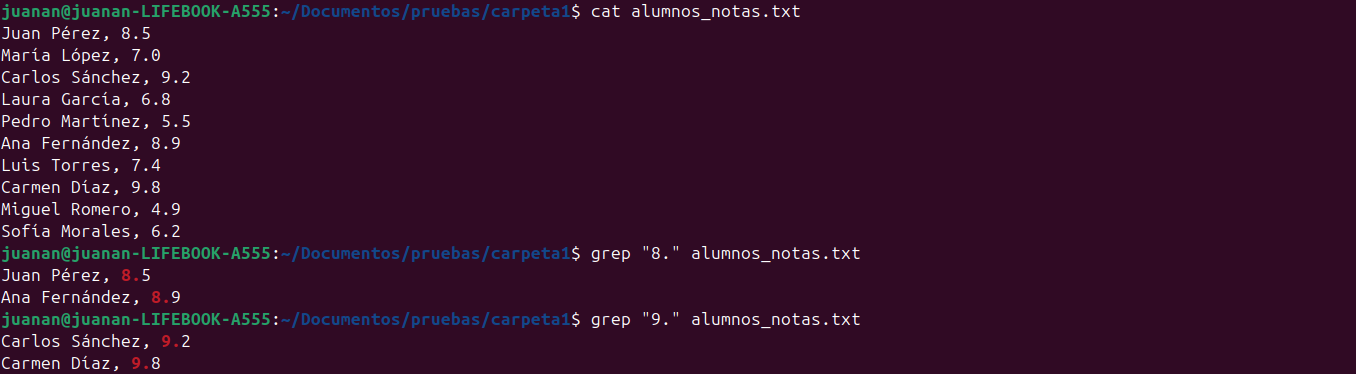 juanan@juanan-LIFEBOOK-A555:~/Documentos/pruebas/carpeta1$ cat alumnos_notas.txt
Juan Pérez, 8.5
María López, 7.0
Carlos Sánchez, 9.2
Laura García, 6.8
Pedro Martínez, 5.5
Ana Fernández, 8.9
Luis Torres, 7.4
Carmen Díaz, 9.8
Miguel Romero, 4.9
Sofía Morales, 6.2
juanan@juanan-LIFEBOOK-A555:~/Documentos/pruebas/carpeta1$ grep "8." alumnos_notas.txt
Juan Pérez, 8.5
Ana Fernández, 8.9
juanan@juanan-LIFEBOOK-A555:~/Documentos/pruebas/carpeta1$ grep "9." alumnos_notas.txt
Carlos Sánchez, 9.2
Carmen Díaz, 9.8